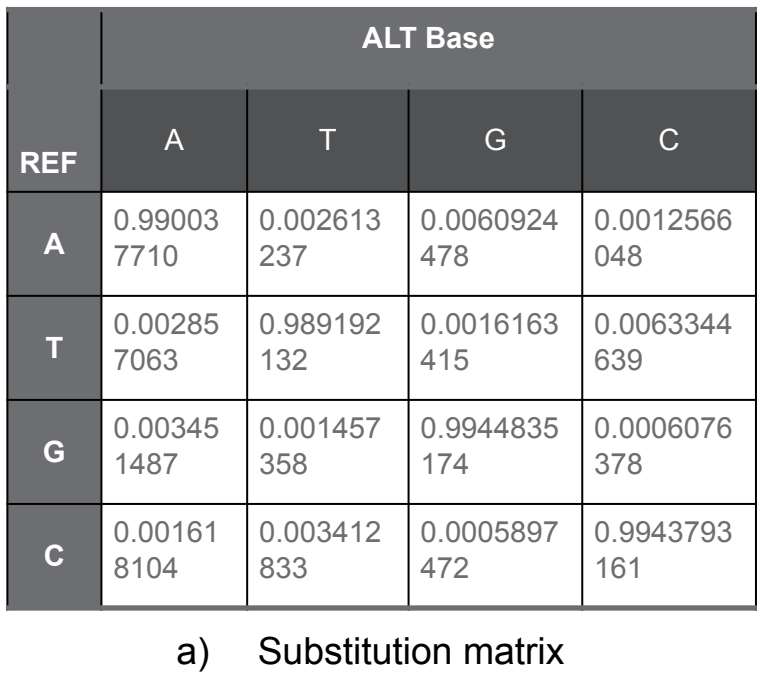 ALT Base
REF A T G C
A 0.99003 0.002613 0.0060924 0.0012566
7710 237 478 048
T 0.00285 0.989192 0.0016163 0.0063344
7063 132 415 639
G 0.00345 0.001457 0.9944835 0.0006076
1487 358 174 378
C 0.00161 0.003412 0.0005897 0.9943793
8104 833 472 161
a) Substitution matrix